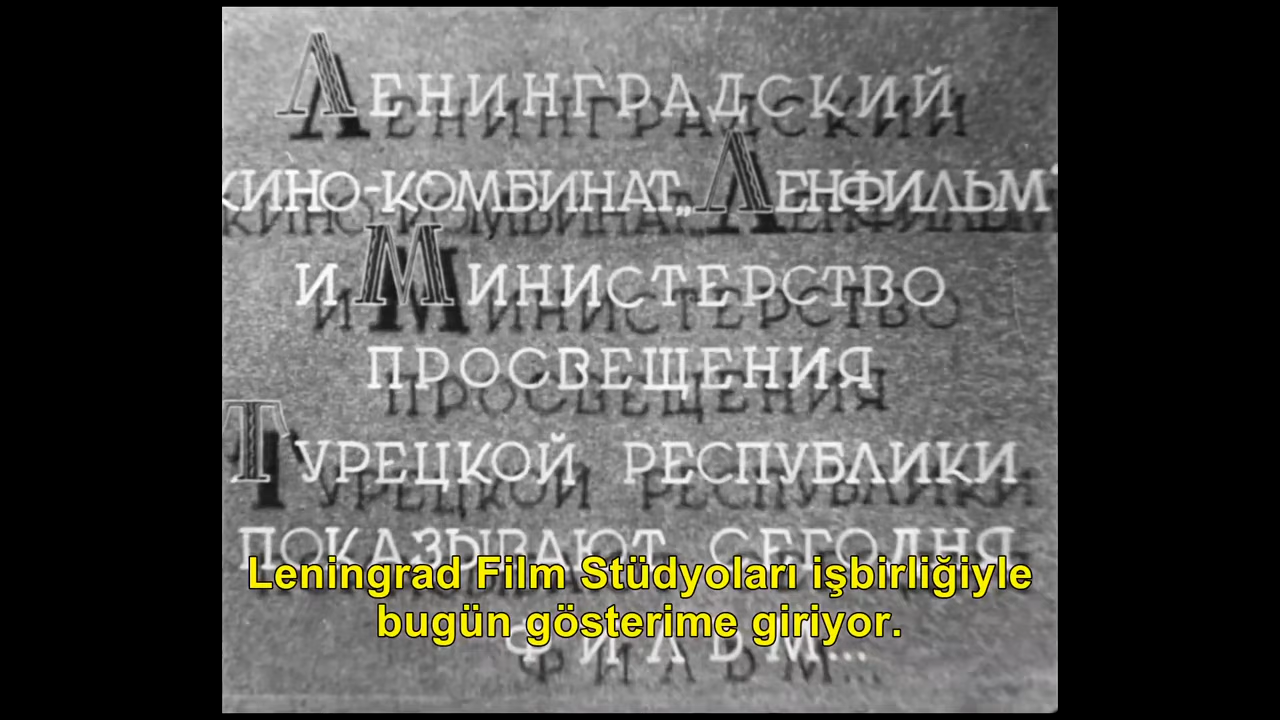 Ленинградский
кино-комбинат „Ленфильм"
и Министерство
просвещения
Турецкой республики
показывают сегодня
фильм...
Leningrad Film Stüdyoları işbirliğiyle
bugün gösterime giriyor.